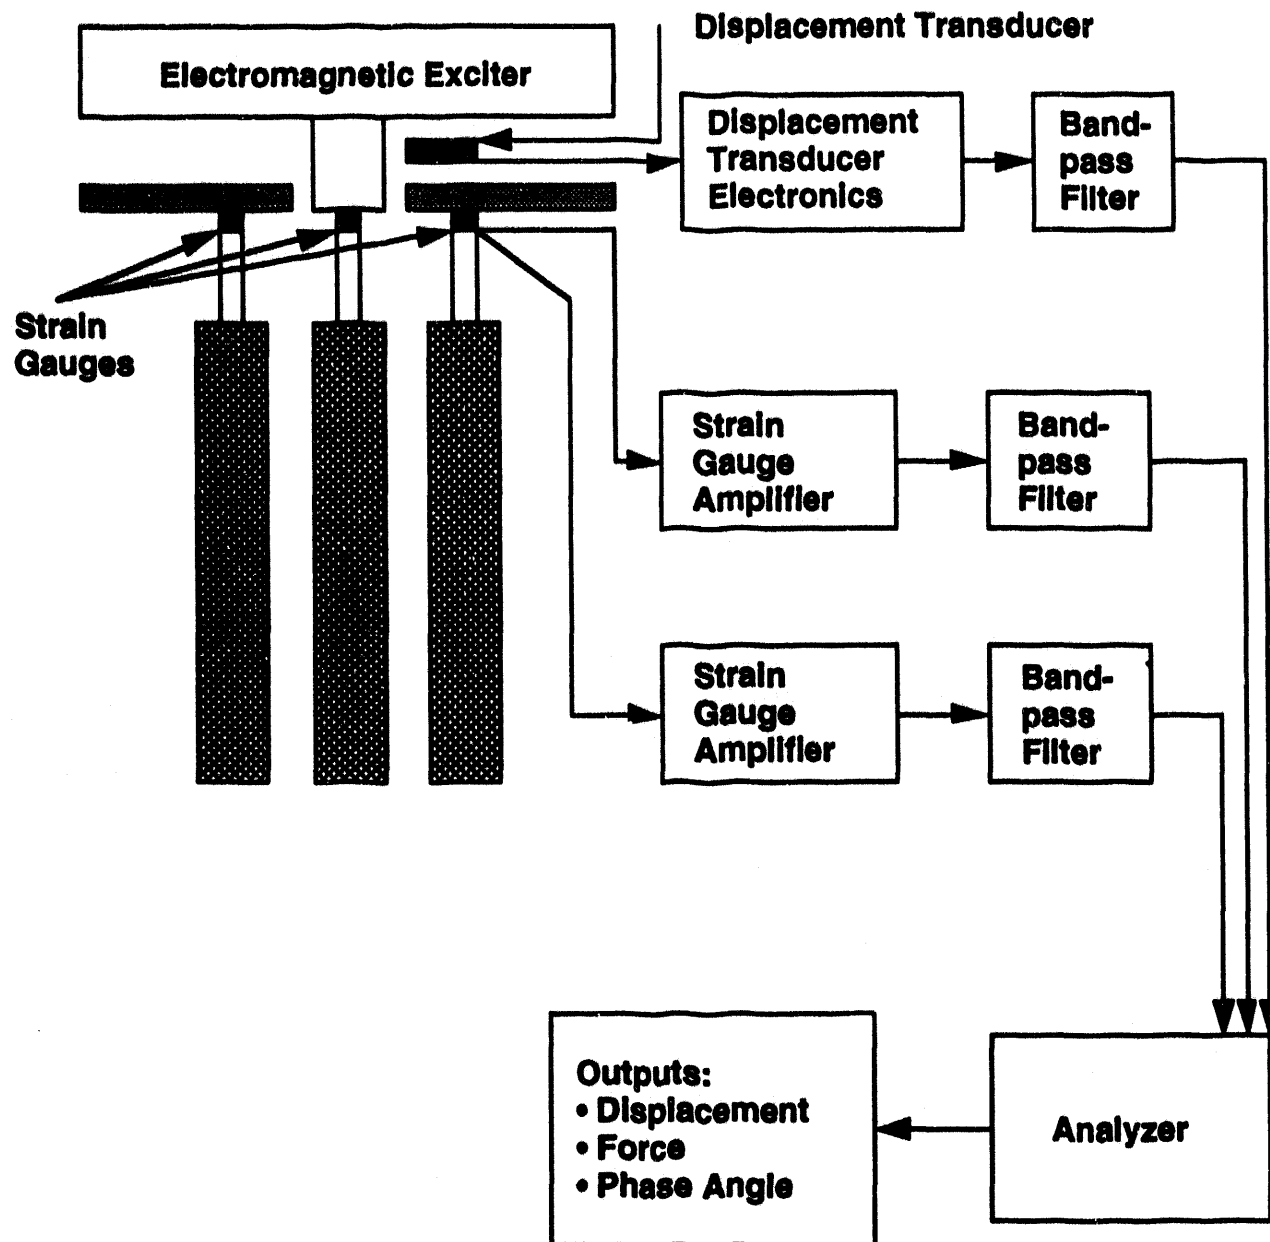 Displacement Transducer
Electromagnetic Exciter
Displacement
Transducer
Electronics
Band-
pass
Filter
Strain
Gauges
Strain
Gauge
Amplifier
Band-
pass
Filter
Strain
Gauge
Amplifier
Band-
pass
Filter
Outputs:
• Displacement
• Force
• Phase Angle
Analyzer